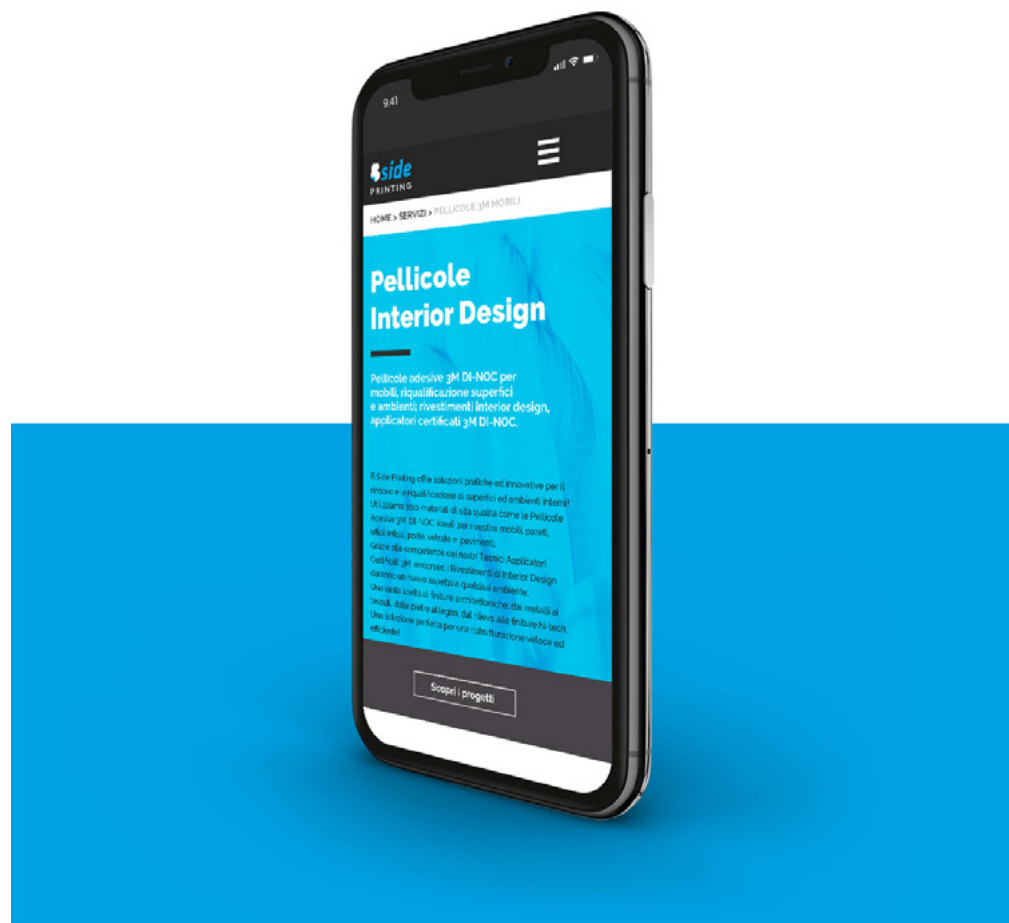 9:41
Bside
PRINTING
HOME > SERVIZI > PELLICOLE 3M MOBILI
Pellicole
Interior Design
Pellicole adesive 3M DI-NOC per
mobili, riqualificazione superfici
e ambienti; rivestimenti interior design,
applicatori certificati 3M DI-NOC.
B-Side Printing offre soluzioni pratiche ed innovative per il
rinnovo e la riqualificazione di superfici ed ambienti interni!
Utilizziamo solo materiali di alta qualità come le Pellicole
Adesive 3M DI-NOC ideali per rivestire mobili, pareti,
uffici infissi, porte, vetrate e pavimenti.
Grazie alle competenze dei nostri Tecnici Applicatori
Certificati 3M endorsed i Rivestimenti di Interior Design
daranno un nuovo aspetto a qualsiasi ambiente.
Una vasta scelta di finiture architettoniche: dai metalli ai
tessuti, dalla pietra al legno, dal rilievo alle finiture hi-tech.
Una soluzione perfetta per una ristrutturazione veloce ed
efficiente!
Scopri i progetti